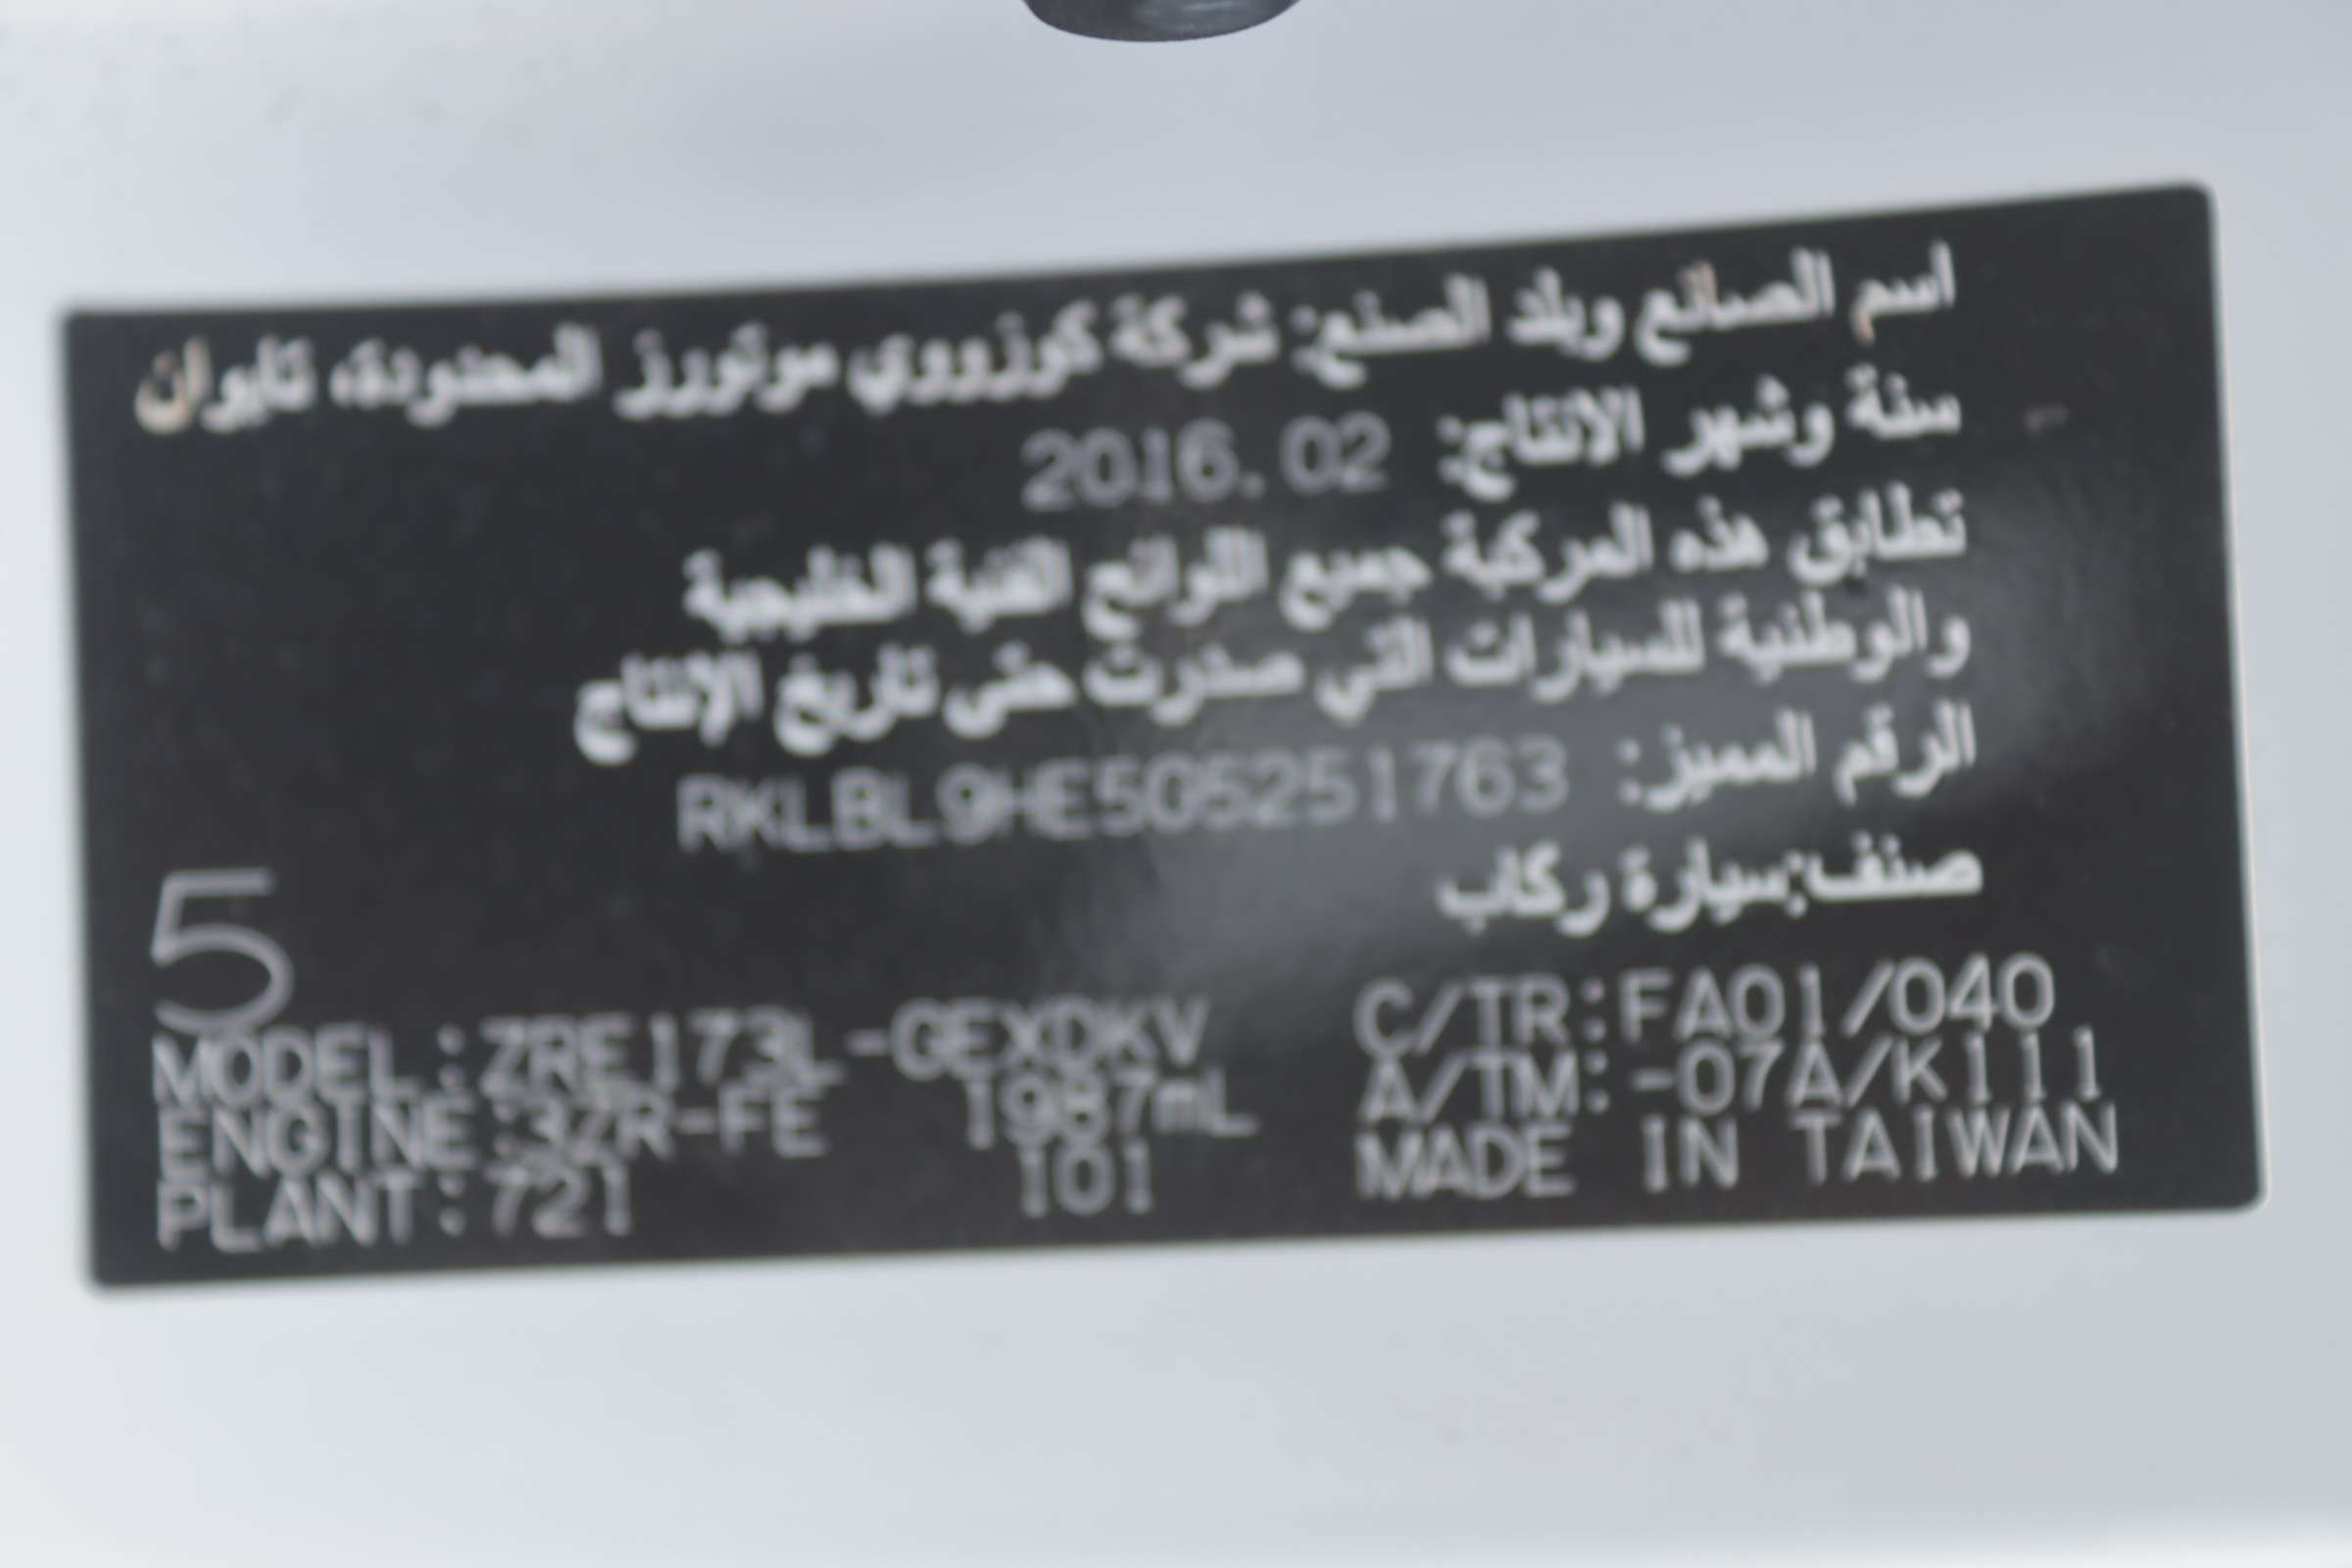 اسم الصانع وبلد الصنع: شركة كوزرووي موتورز المحدودة، تايوان
سنة وشهر الانتاج: 2016.02
تطابق هذه المركبة جميع اللوائح الفنية الخليجية
والوطنية للسيارات التي صدرت حتى تاريخ الانتاج
الرقم المميز: RKLBL9HE505251763
صنف:سيارة ركاب
5
MODEL:ZRE173L-GEXDKV C/TR:FA01/040
ENGINE:3ZR-FE 1987mL A/TM:-07A/K111
PLANT:721 101 MADE IN TAIWAN